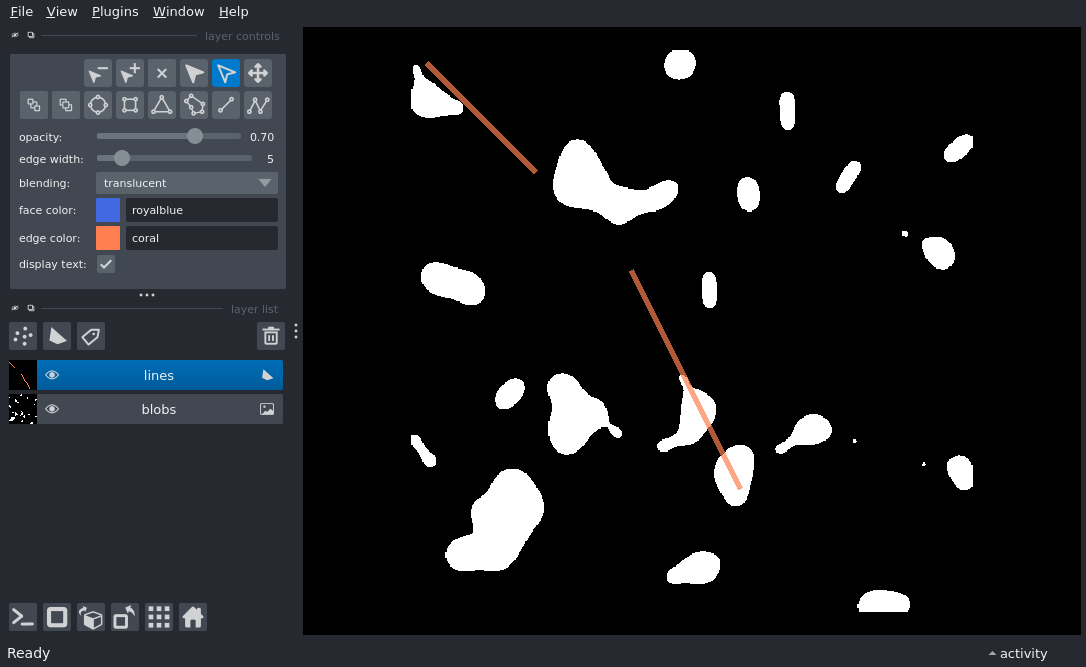 File View Plugins Window Help
layer controls
opacity: 0.70
edge width: 5
blending: translucent
face color: royalblue
edge color: coral
display text:
layer list
lines
blobs
Ready activity